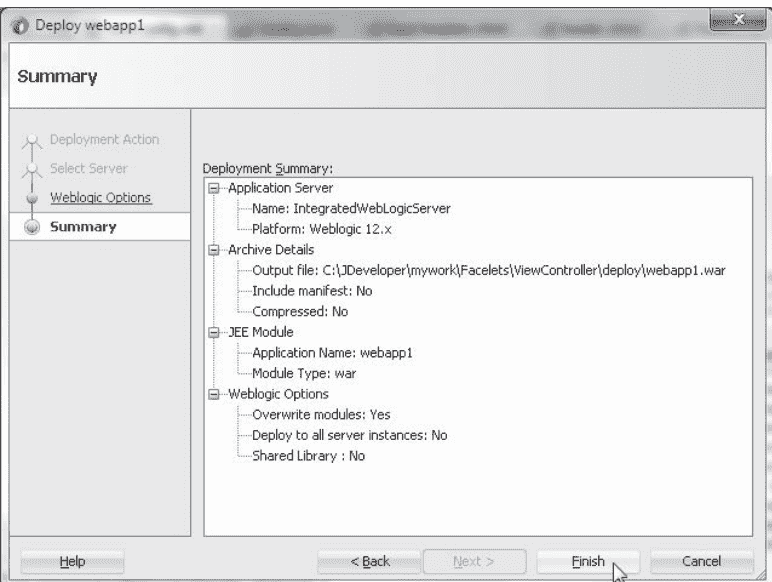 Deploy webapp1
Summary
Deployment Action
Select Server
Weblogic Options
Summary
Deployment Summary:
Application Server
Name: IntegratedWebLogicServer
Platform: Weblogic 12.x
Archive Details
Output file: C:\JDeveloper\mywork\Facelets\ViewController\deploy\webapp1.war
Include manifest: No
Compressed: No
JEE Module
Application Name: webapp1
Module Type: war
Weblogic Options
Overwrite modules: Yes
Deploy to all server instances: No
Shared Library : No
Help < Back Next > Finish Cancel